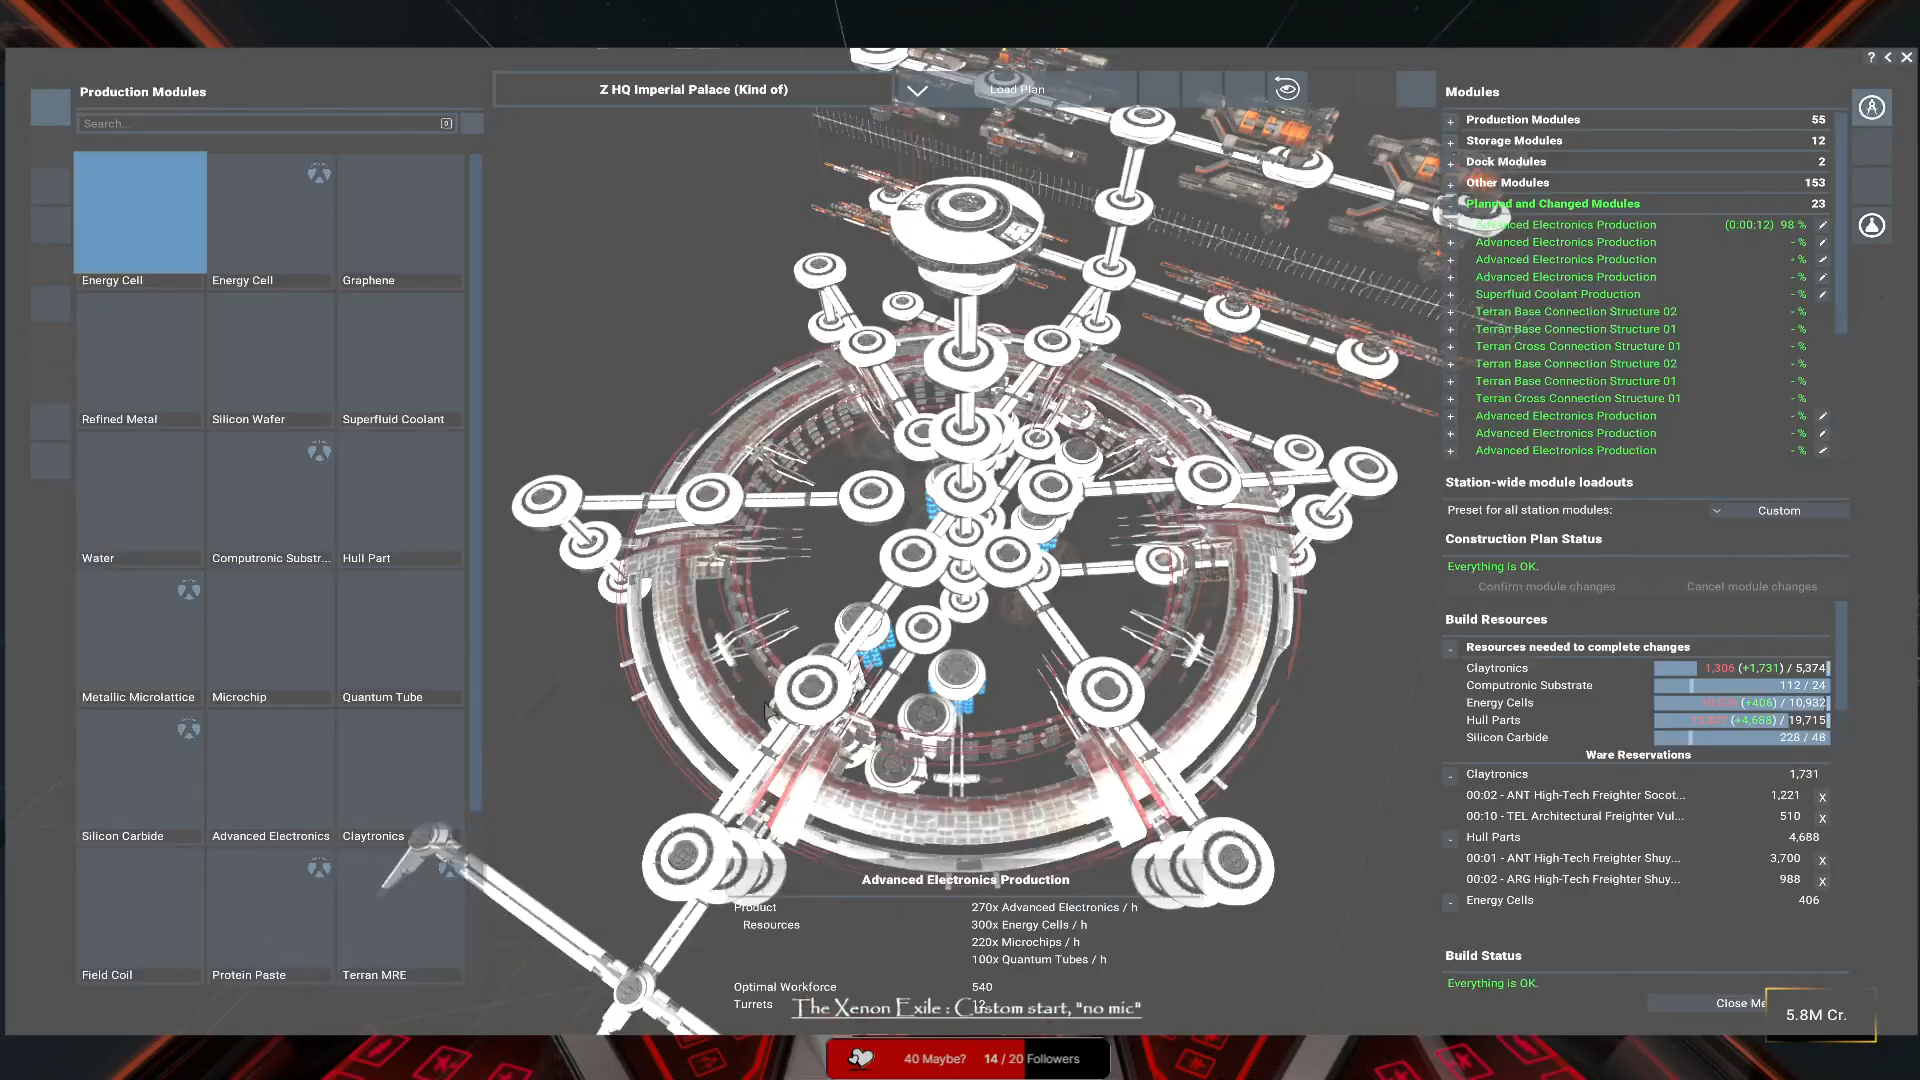 ?
Production Modules
Search...
Energy Cell
Energy Cell
Graphene
Refined Metal
Silicon Wafer
Superfluid Coolant
Water
Computronic Substr...
Hull Part
Metallic Microlattice
Microchip
Quantum Tube
Silicon Carbide
Advanced Electronics
Claytronics
Field Coil
Protein Paste
Terran MRE
Z HQ Imperial Palace (Kind of)
Load Plan
Advanced Electronics Production
Product 270x Advanced Electronics / h
Resources 300x Energy Cells / h
220x Microchips / h
100x Quantum Tubes / h
Optimal Workforce 540
Turrets 12
The Xenon Exile : Custom start, "no mic"
40 Maybe? 14 / 20 Followers
Modules
+ Production Modules 55
+ Storage Modules 12
+ Dock Modules 2
+ Other Modules 153
- Planned and Changed Modules 23
+ Advanced Electronics Production (0:00:12) 98 %
+ Advanced Electronics Production - %
+ Advanced Electronics Production - %
+ Advanced Electronics Production - %
+ Superfluid Coolant Production - %
+ Terran Base Connection Structure 02 - %
+ Terran Base Connection Structure 01 - %
+ Terran Cross Connection Structure 01 - %
+ Terran Base Connection Structure 02 - %
+ Terran Base Connection Structure 01 - %
+ Terran Cross Connection Structure 01 - %
+ Advanced Electronics Production - %
+ Advanced Electronics Production - %
+ Advanced Electronics Production - %
Station-wide module loadouts
Preset for all station modules: Custom
Construction Plan Status
Everything is OK.
Confirm module changes Cancel module changes
Build Resources
- Resources needed to complete changes
Claytronics 1,306 (+1,731) / 5,374
Computronic Substrate 112 / 24
Energy Cells (+406) / 10,932
Hull Parts (+4,688) / 19,715
Silicon Carbide 228 / 48
Ware Reservations
- Claytronics 1,731
00:02 - ANT High-Tech Freighter Socot... 1,221 X
00:10 - TEL Architectural Freighter Vul... 510 X
- Hull Parts 4,688
00:01 - ANT High-Tech Freighter Shuy... 3,700 X
00:02 - ARG High-Tech Freighter Shuy... 988 X
- Energy Cells 406
Build Status
Everything is OK.
Close
5.8M Cr.